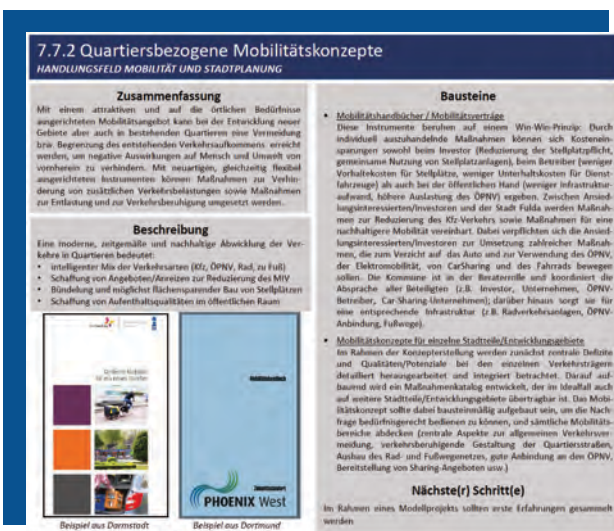 7.7.2 Quartiersbezogene Mobilitätskonzepte
HANDLUNGSFELD MOBILITÄT UND STADTPLANUNG
Zusammenfassung
Mit einem attraktiven und auf die örtlichen Bedürfnisse
ausgerichteten Mobilitätsangebot kann bei der Entwicklung neuer
Gebiete aber auch in bestehenden Quartieren eine Vermeidung
bzw. Begrenzung des entstehenden Verkehrsaufkommens erreicht
werden, um negative Auswirkungen auf Mensch und Umwelt von
vornherein zu verhindern. Mit neuartigen, gleichzeitig flexibel
ausgerichteten Instrumenten können Maßnahmen zur Verhin-
derung von zusätzlichen Verkehrsbelastungen sowie Maßnahmen
zur Entlastung und zur Verkehrsberuhigung umgesetzt werden.
Beschreibung
Eine moderne, zeitgemäße und nachhaltige Abwicklung der Ver-
kehre in Quartieren bedeutet:
• intelligenter Mix der Verkehrsarten (Kfz, ÖPNV, Rad, zu Fuß)
• Schaffung von Angeboten/Anreizen zur Reduzierung des MIV
• Bündelung und möglichst flächensparender Bau von Stellplätzen
• Schaffung von Aufenthaltsqualitäten im öffentlichen Raum
PHOENIX West
Beispiel aus Darmstadt
Beispiel aus Dortmund
Bausteine
• Mobilitätshandbücher / Mobilitätsverträge
Diese Instrumente beruhen auf einem Win-Win-Prinzip: Durch
individuell auszuhandelnde Maßnahmen können sich Kostenein-
sparungen sowohl beim Investor (Reduzierung der Stellplatzpflicht,
gemeinsame Nutzung von Stellplatzanlagen), beim Betreiber (weniger
Vorhaltekosten für Stellplätze, weniger Unterhaltskosten für Dienst-
fahrzeuge) als auch bei der öffentlichen Hand (weniger Infrastruktur-
aufwand, höhere Auslastung des ÖPNV) ergeben. Zwischen Ansied-
lungsinteressierten/Investoren und der Stadt Fulda werden Maßnah-
men zur Reduzierung des Kfz-Verkehrs sowie Maßnahmen für eine
nachhaltigere Mobilität vereinbart. Dabei verpflichten sich die Ansied-
lungsinteressierten/Investoren zur Umsetzung zahlreicher Maßnah-
men, die zum Verzicht auf das Auto und zur Verwendung des ÖPNV,
der Elektromobilität, von CarSharing und des Fahrrads bewegen
sollen. Die Kommune ist in der Beraterrolle und koordiniert die
Absprache aller Beteiligten (z.B. Investor, Unternehmen, ÖPNV-
Betreiber, Car-Sharing-Unternehmen); darüber hinaus sorgt sie für
eine entsprechende Infrastruktur (z.B. Radverkehrsanlagen, ÖPNV-
Anbindung, Fußwege).
• Mobilitätskonzepte für einzelne Stadtteile/Entwicklungsgebiete
Im Rahmen der Konzepterstellung werden zunächst zentrale Defizite
und Qualitäten/Potenziale bei den einzelnen Verkehrsträgern
detailliert herausgearbeitet und integriert betrachtet. Darauf auf-
bauend wird ein Maßnahmenkatalog entwickelt, der im Idealfall auch
auf weitere Stadtteile/Entwicklungsgebiete übertragbar ist. Das Mobi-
litätskonzept sollte dabei bausteinmäßig aufgebaut sein, um die Nach-
frage bedürfnisgerecht bedienen zu können, und sämtliche Mobilitäts-
bereiche abdecken (zentrale Aspekte zur allgemeinen Verkehrsver-
meidung, verkehrsberuhigende Gestaltung der Quartiersstraßen,
Ausbau des Rad- und Fußwegenetzes, gute Anbindung an den ÖPNV,
Bereitstellung von Sharing-Angeboten usw.)
Nächste(r) Schritt(e)
Im Rahmen eines Modellprojekts sollten erste Erfahrungen gesammelt
werden